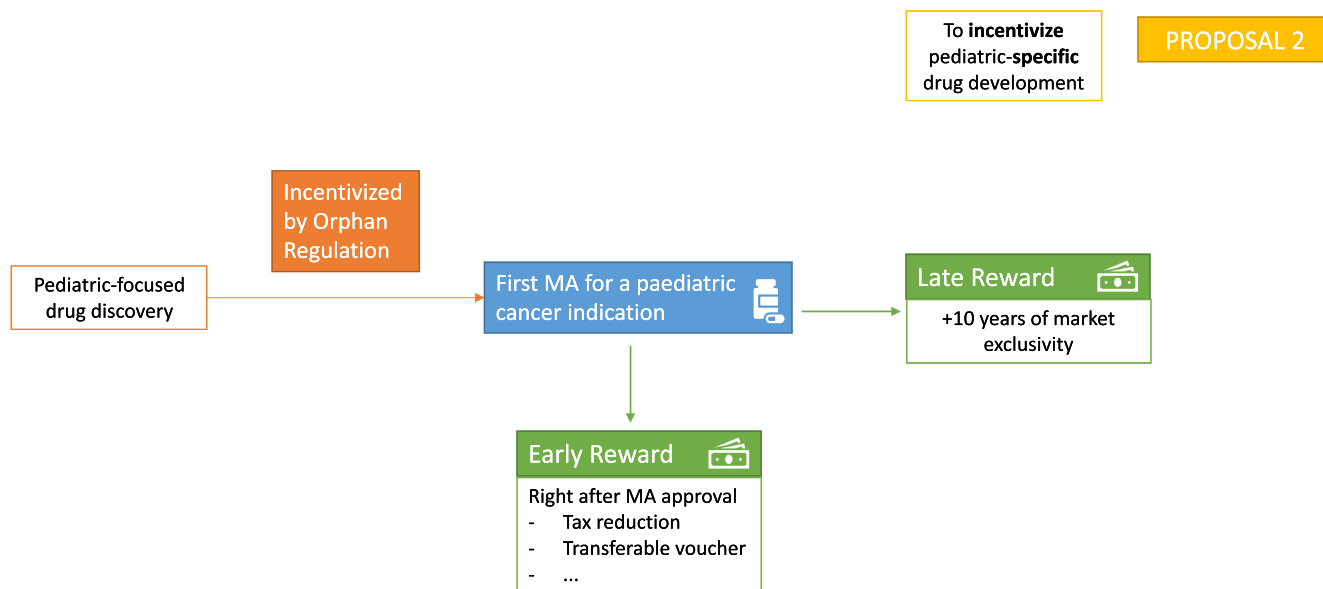 To incentivize
pediatric-specific
drug development
PROPOSAL 2
Incentivized
by Orphan
Regulation
Pediatric-focused
drug discovery
First MA for a paediatric
cancer indication
Late Reward
+10 years of market
exclusivity
Early Reward
Right after MA approval
- Tax reduction
- Transferable voucher
- ...